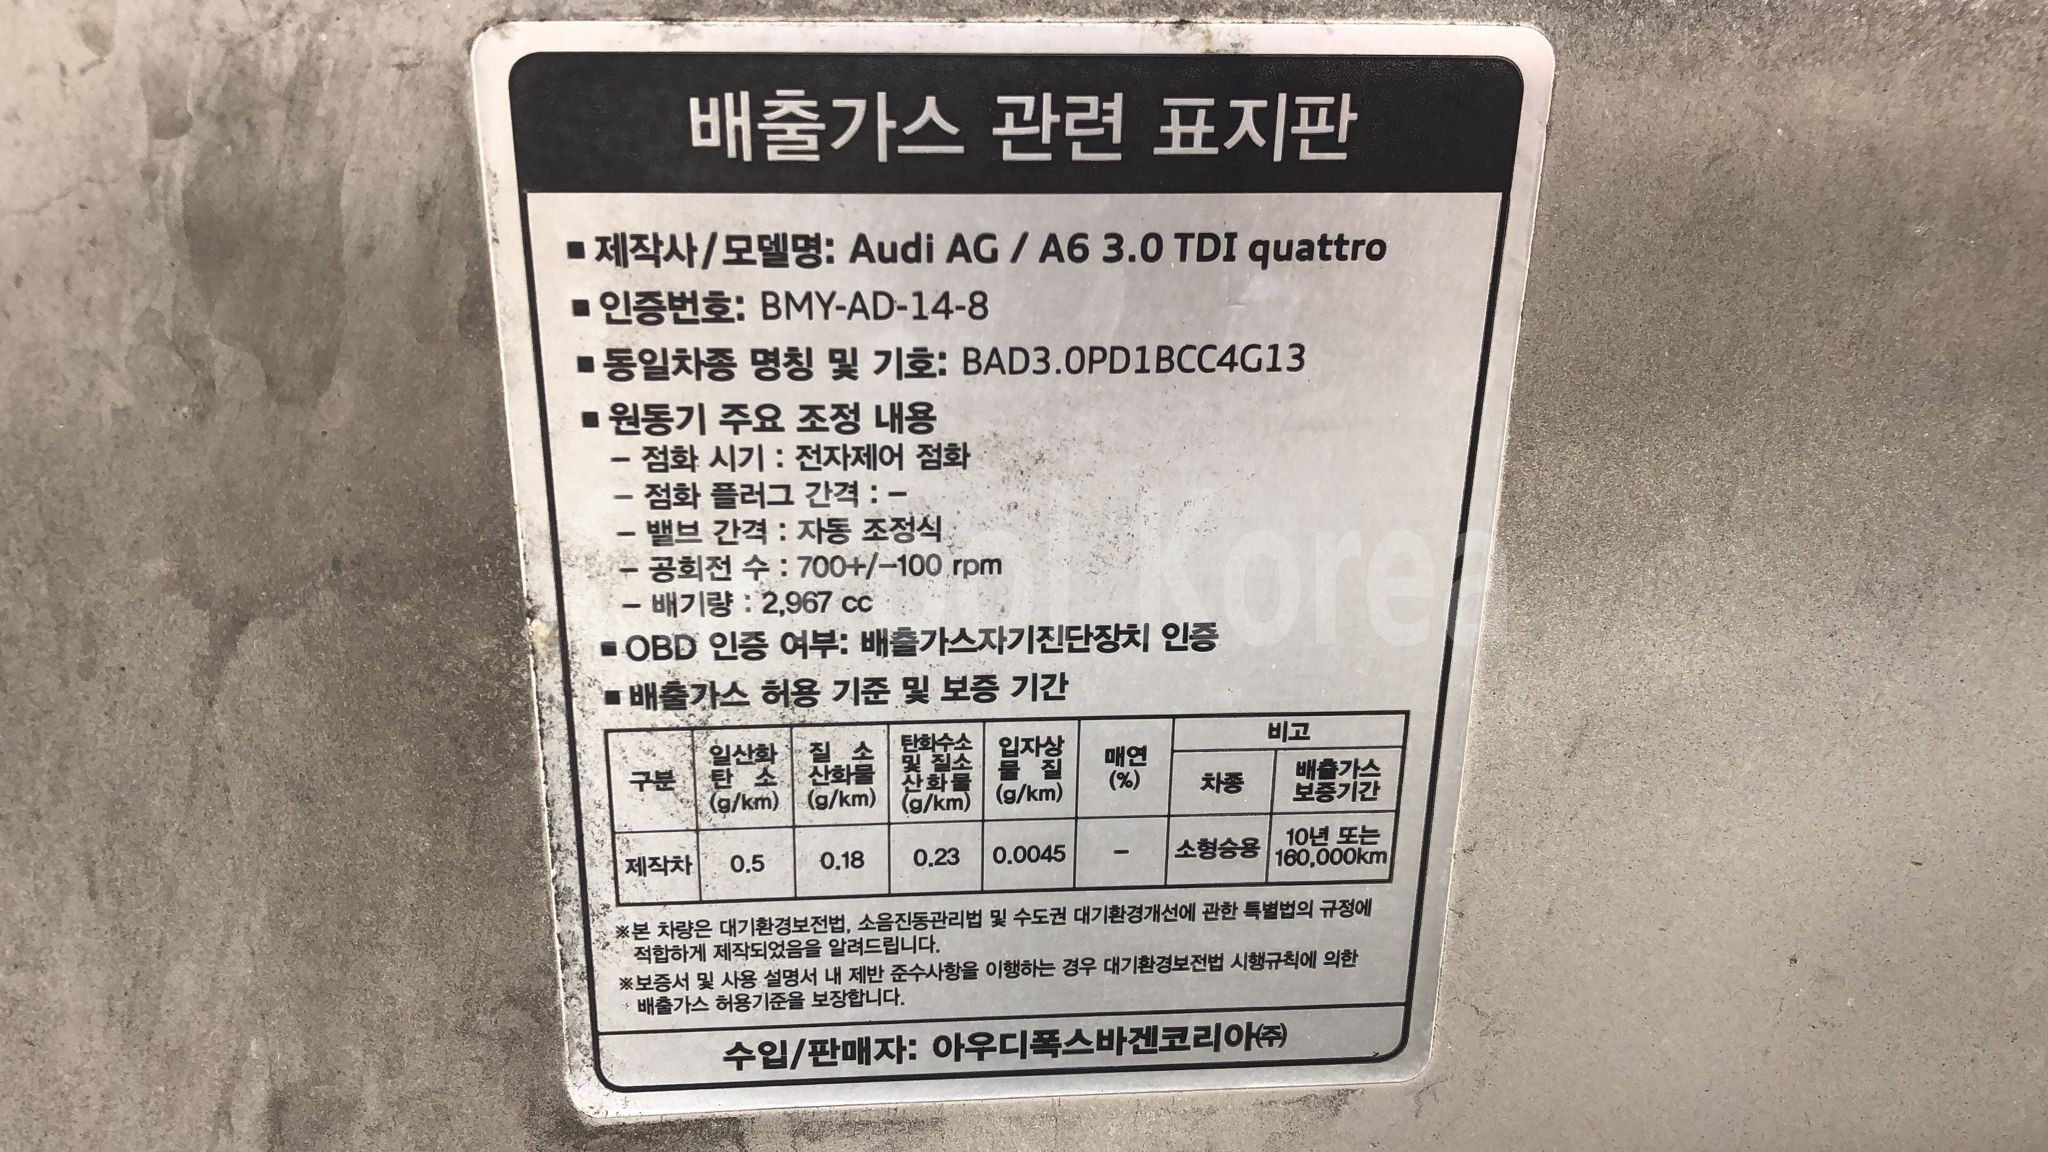 배출가스 관련 표지판
■ 제작사/모델명: Audi AG / A6 3.0 TDI quattro
■ 인증번호: BMY-AD-14-8
■ 동일차종 명칭 및 기호: BAD3.0PD1BCC4G13
■ 원동기 주요 조정 내용
– 점화 시기 : 전자제어 점화
– 점화 플러그 간격 : –
– 밸브 간격 : 자동 조정식
– 공회전 수 : 700+/–100 rpm
– 배기량 : 2,967 cc
■ OBD 인증 여부: 배출가스자기진단장치 인증
■ 배출가스 허용 기준 및 보증 기간
구분 일산화 탄소 (g/km) 질소 산화물 (g/km) 탄화수소 및 질소 산화물 (g/km) 입자상 물질 (g/km) 매연 (%) 비고
차종 배출가스 보증기간
제작차 0.5 0.18 0.23 0.0045 – 소형승용 10년 또는 160,000km
※본 차량은 대기환경보전법, 소음진동관리법 및 수도권 대기환경개선에 관한 특별법의 규정에
적합하게 제작되었음을 알려드립니다.
※보증서 및 사용 설명서 내 제반 준수사항을 이행하는 경우 대기환경보전법 시행규칙에 의한
배출가스 허용기준을 보장합니다.
수입/판매자: 아우디폭스바겐코리아㈜
Korea